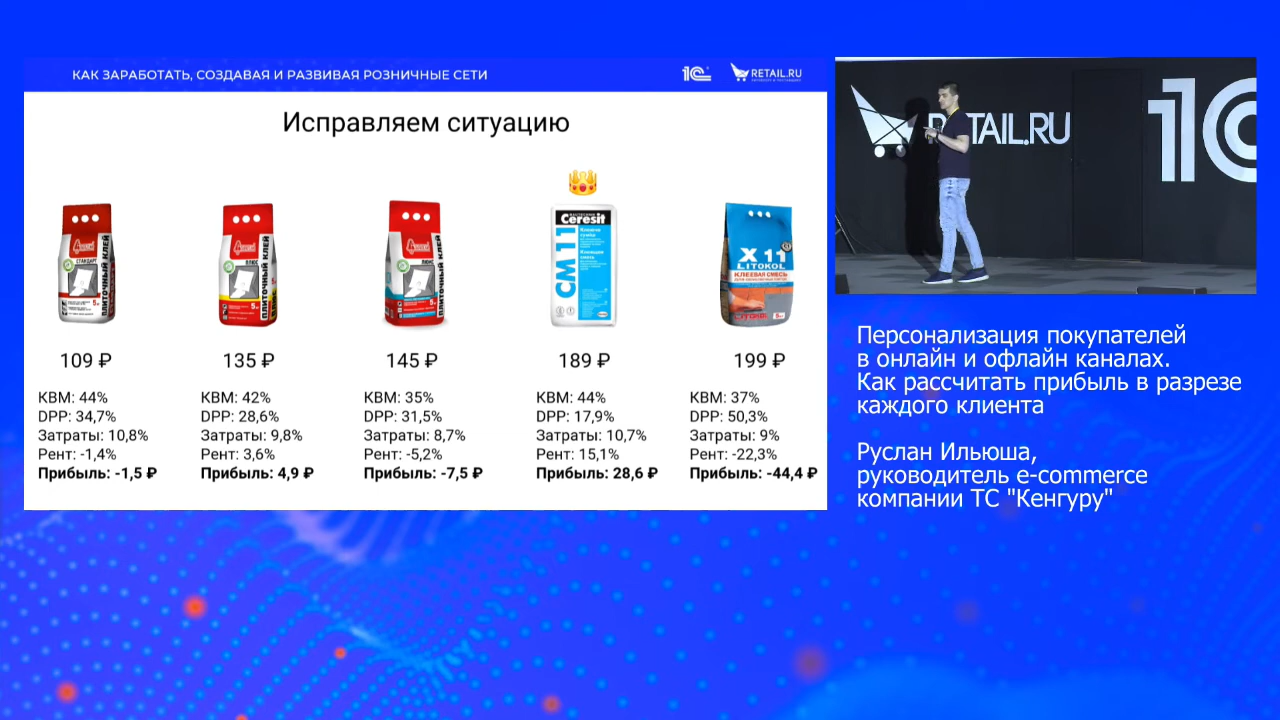 КАК ЗАРАБОТАТЬ, СОЗДАВАЯ И РАЗВИВАЯ РОЗНИЧНЫЕ СЕТИ
1С
RETAIL.RU
Исправляем ситуацию
СТАНДАРТ
ПЛИТОЧНЫЙ КЛЕЙ
ПЛЮС
ПЛИТОЧНЫЙ КЛЕЙ
ЛЮКС
ПЛИТОЧНЫЙ КЛЕЙ
Ceresit
CM 11
X 11
LITOKOL
КЛЕЕВАЯ СМЕСЬ
109 ₽
135 ₽
145 ₽
189 ₽
199 ₽
КВМ: 44%
DPP: 34,7%
Затраты: 10,8%
Рент: -1,4%
Прибыль: -1,5 ₽
КВМ: 42%
DPP: 28,6%
Затраты: 9,8%
Рент: 3,6%
Прибыль: 4,9 ₽
КВМ: 35%
DPP: 31,5%
Затраты: 8,7%
Рент: -5,2%
Прибыль: -7,5 ₽
КВМ: 44%
DPP: 17,9%
Затраты: 10,7%
Рент: 15,1%
Прибыль: 28,6 ₽
КВМ: 37%
DPP: 50,3%
Затраты: 9%
Рент: -22,3%
Прибыль: -44,4 ₽
RETAIL.RU
1С
Персонализация покупателей
в онлайн и офлайн каналах.
Как рассчитать прибыль в разрезе
каждого клиента
Руслан Ильюша,
руководитель e-commerce
компании ТС "Кенгуру"